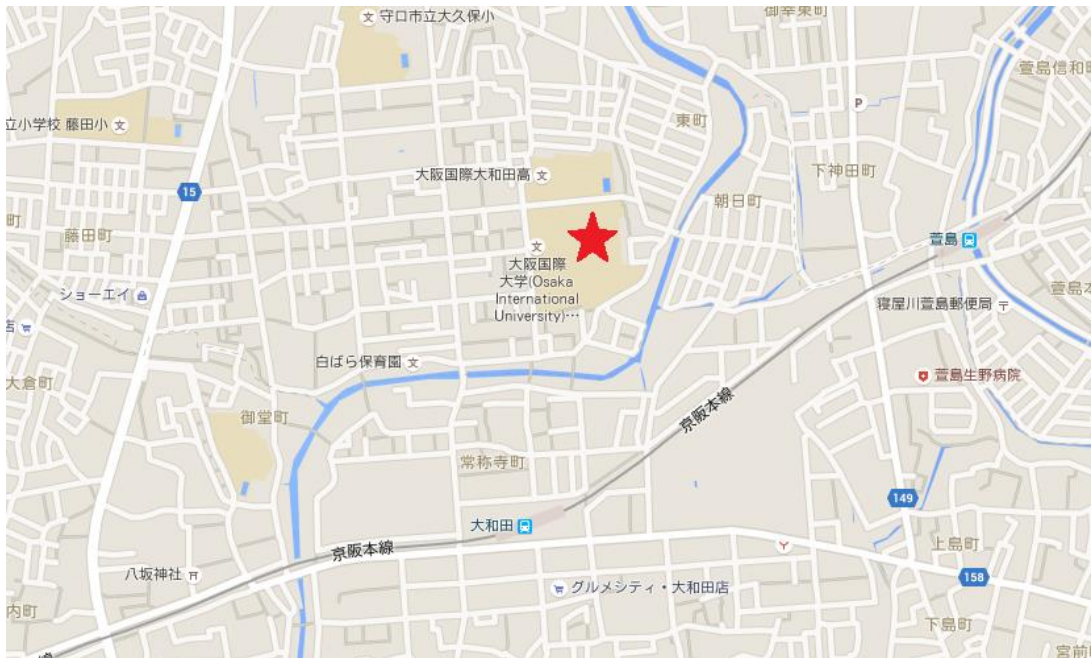 守口市立大久保小
御幸東町
萱島信和町
立小学校 藤田小
東町
P
大阪国際大和田高
下神田町
15
朝日町
町
藤田町
萱島
大阪国際
大学(Osaka
International
University)…
ショーエイ
萱島本
寝屋川萱島郵便局
店
白ばら保育園
大倉町
萱島生野病院
御堂町
京阪本線
常称寺町
149
大和田
京阪本線
上島町
八坂神社
158
グルメシティ・大和田店
内町
下島町
宮前
線